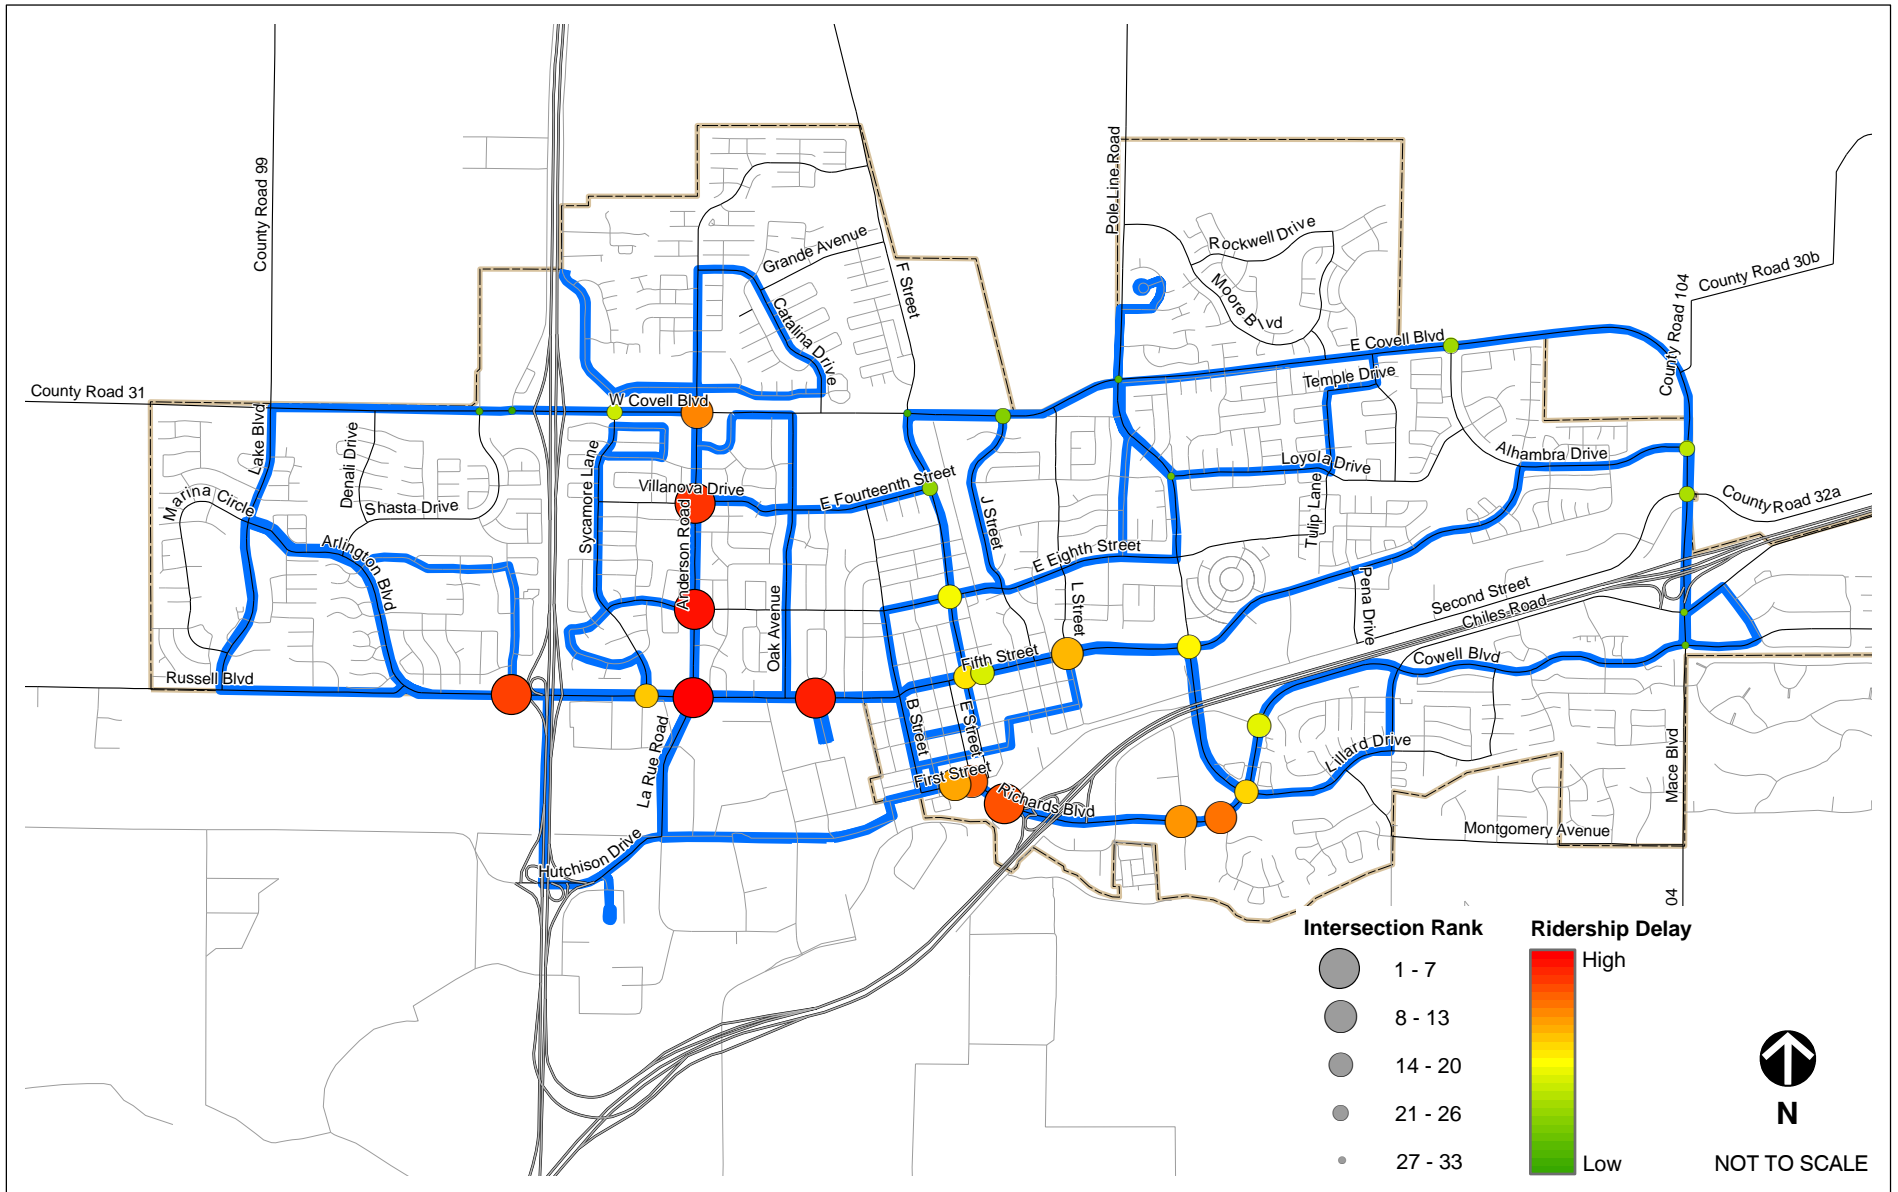 County Road 99
Pole Line Road
Rockwell Drive
Grande Avenue
F Street
Moore Blvd
County Road 30b
County Road 104
Catalina Drive
E Covell Blvd
Temple Drive
County Road 31
W Covell Blvd
Lake Blvd
Denali Drive
Sycamore Lane
Villanova Drive
E Fourteenth Street
Loyola Drive
Alhambra Drive
Marina Circle
Shasta Drive
J Street
Tulip Lane
County Road 32a
Arlington Blvd
Anderson Road
E Eighth Street
Oak Avenue
L Street
Pena Drive
Second Street
Chiles Road
Fifth Street
Cowell Blvd
Russell Blvd
B Street
E Street
La Rue Road
Lillard Drive
Mace Blvd
First Street
Richards Blvd
Montgomery Avenue
Hutchison Drive
04
Intersection Rank
1 - 7
8 - 13
14 - 20
21 - 26
27 - 33
Ridership Delay
High
Low
N
NOT TO SCALE